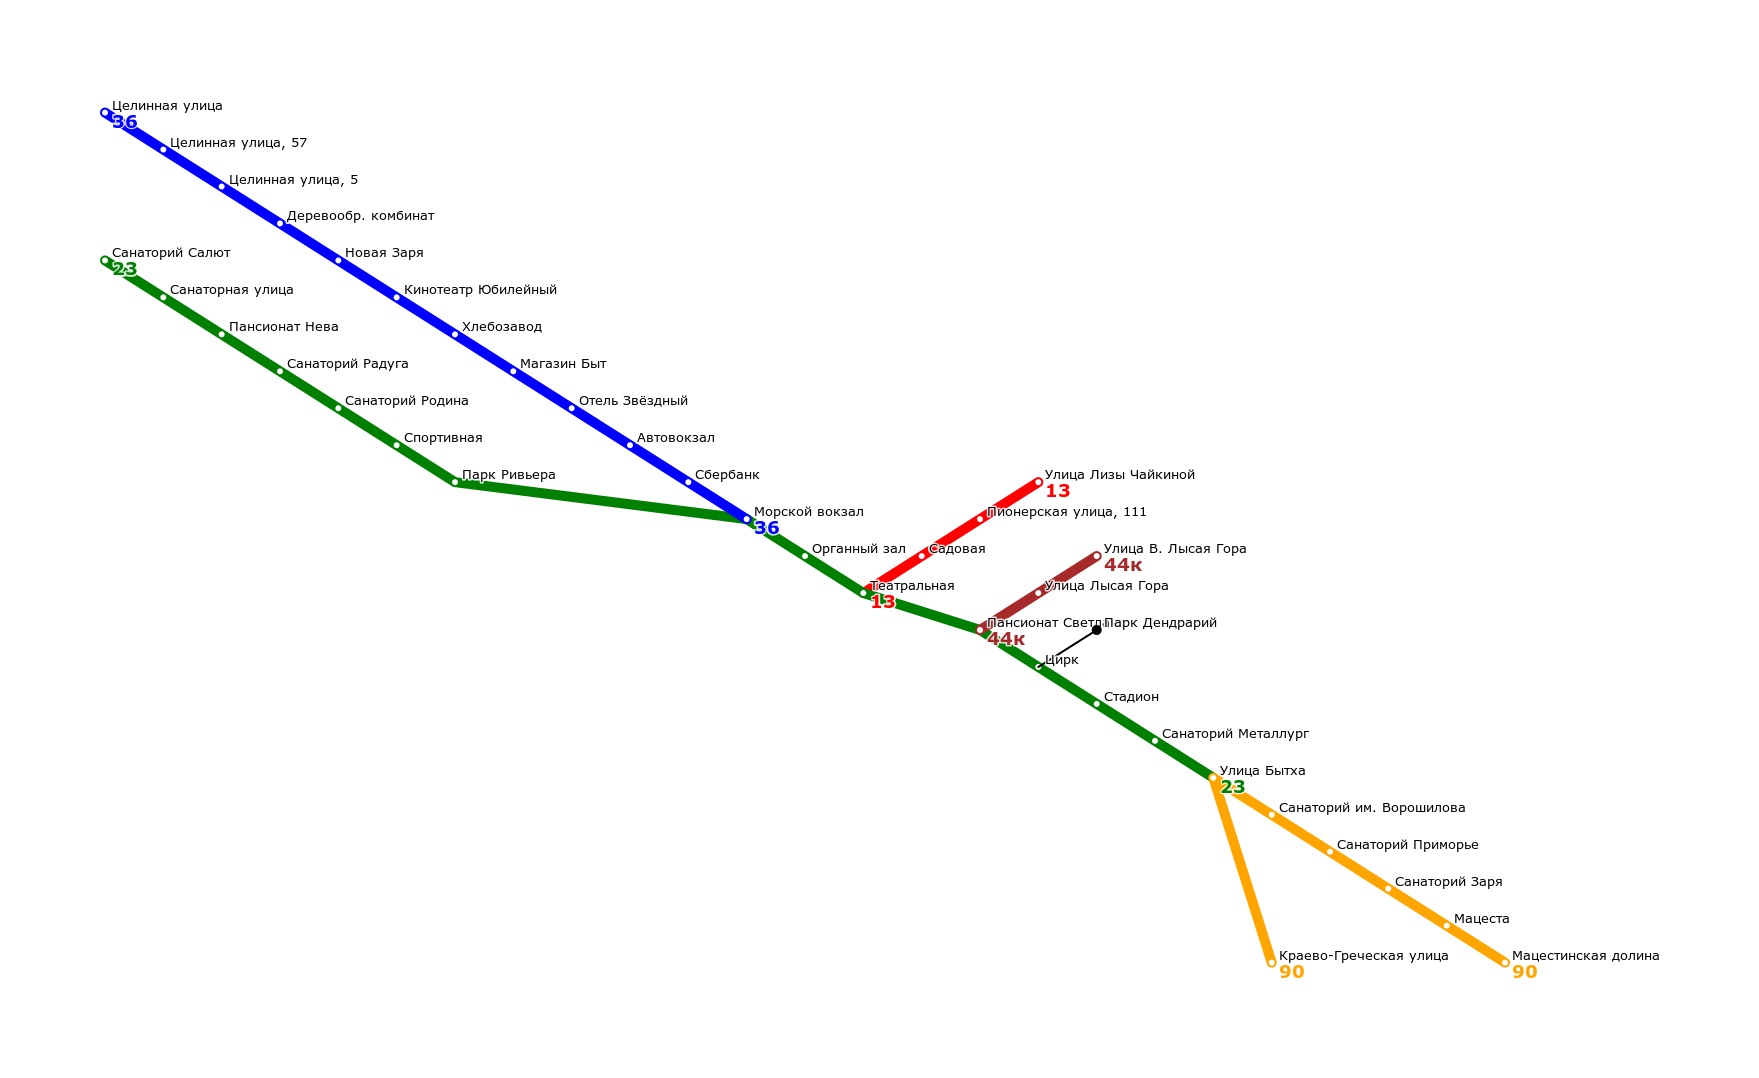 Целинная улица
36
Целинная улица, 57
Целинная улица, 5
Деревообр. комбинат
Санаторий Салют
23
Новая Заря
Санаторная улица
Кинотеатр Юбилейный
Пансионат Нева
Хлебозавод
Санаторий Радуга
Магазин Быт
Санаторий Родина
Отель Звёздный
Спортивная
Автовокзал
Парк Ривьера
Сбербанк
Улица Лизы Чайкиной
13
Морской вокзал
36
Пионерская улица, 111
Органный зал
Садовая
Улица В. Лысая Гора
44к
Театральная
13
Улица Лысая Гора
Пансионат
44к
Парк Дендрарий
Цирк
Стадион
Санаторий Металлург
Улица Бытха
23
Санаторий им. Ворошилова
Санаторий Приморье
Санаторий Заря
Мацеста
Краево-Греческая улица
90
Мацестинская долина
90